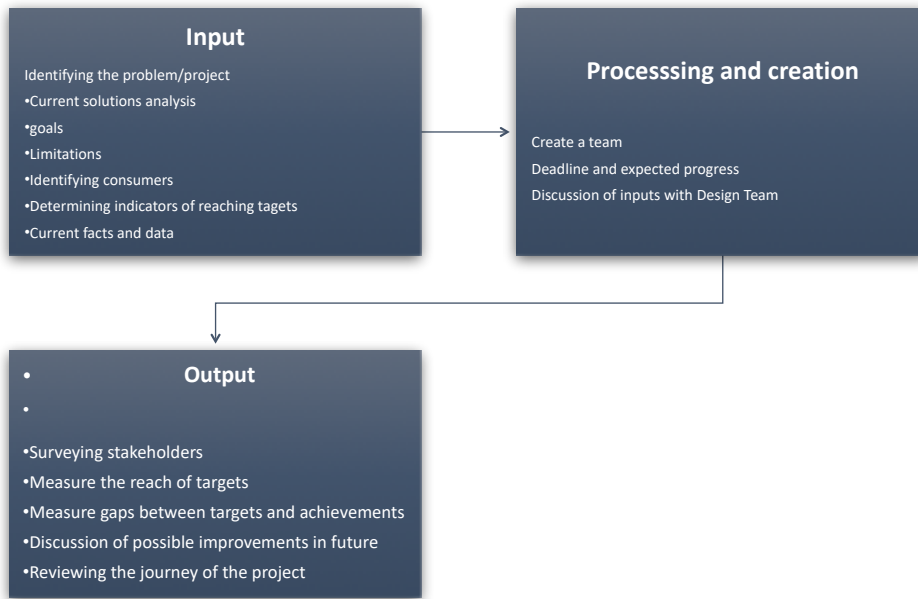 Input
Identifying the problem/project
•Current solutions analysis
•goals
•Limitations
•Identifying consumers
•Determining indicators of reaching tagets
•Current facts and data
Processsing and creation
Create a team
Deadline and expected progress
Discussion of inputs with Design Team
• Output
•
•Surveying stakeholders
•Measure the reach of targets
•Measure gaps between targets and achievements
•Discussion of possible improvements in future
•Reviewing the journey of the project